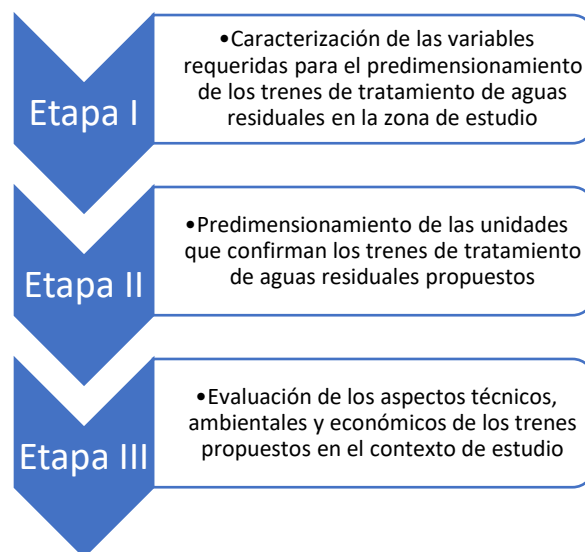 Etapa I
•Caracterización de las variables
requeridas para el predimensionamiento
de los trenes de tratamiento de aguas
residuales en la zona de estudio
Etapa II
•Predimensionamiento de las unidades
que confirman los trenes de tratamiento
de aguas residuales propuestos
Etapa III
•Evaluación de los aspectos técnicos,
ambientales y económicos de los trenes
propuestos en el contexto de estudio